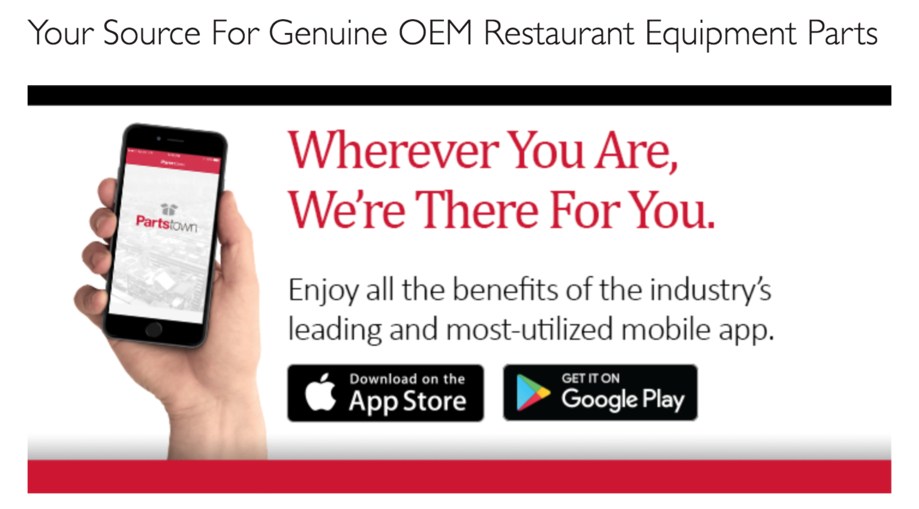 Your Source For Genuine OEM Restaurant Equipment Parts
Wherever You Are,
We're There For You.
Partstown
Enjoy all the benefits of the industry's
leading and most-utilized mobile app.
Download on the
App Store
GET IT ON
Google Play